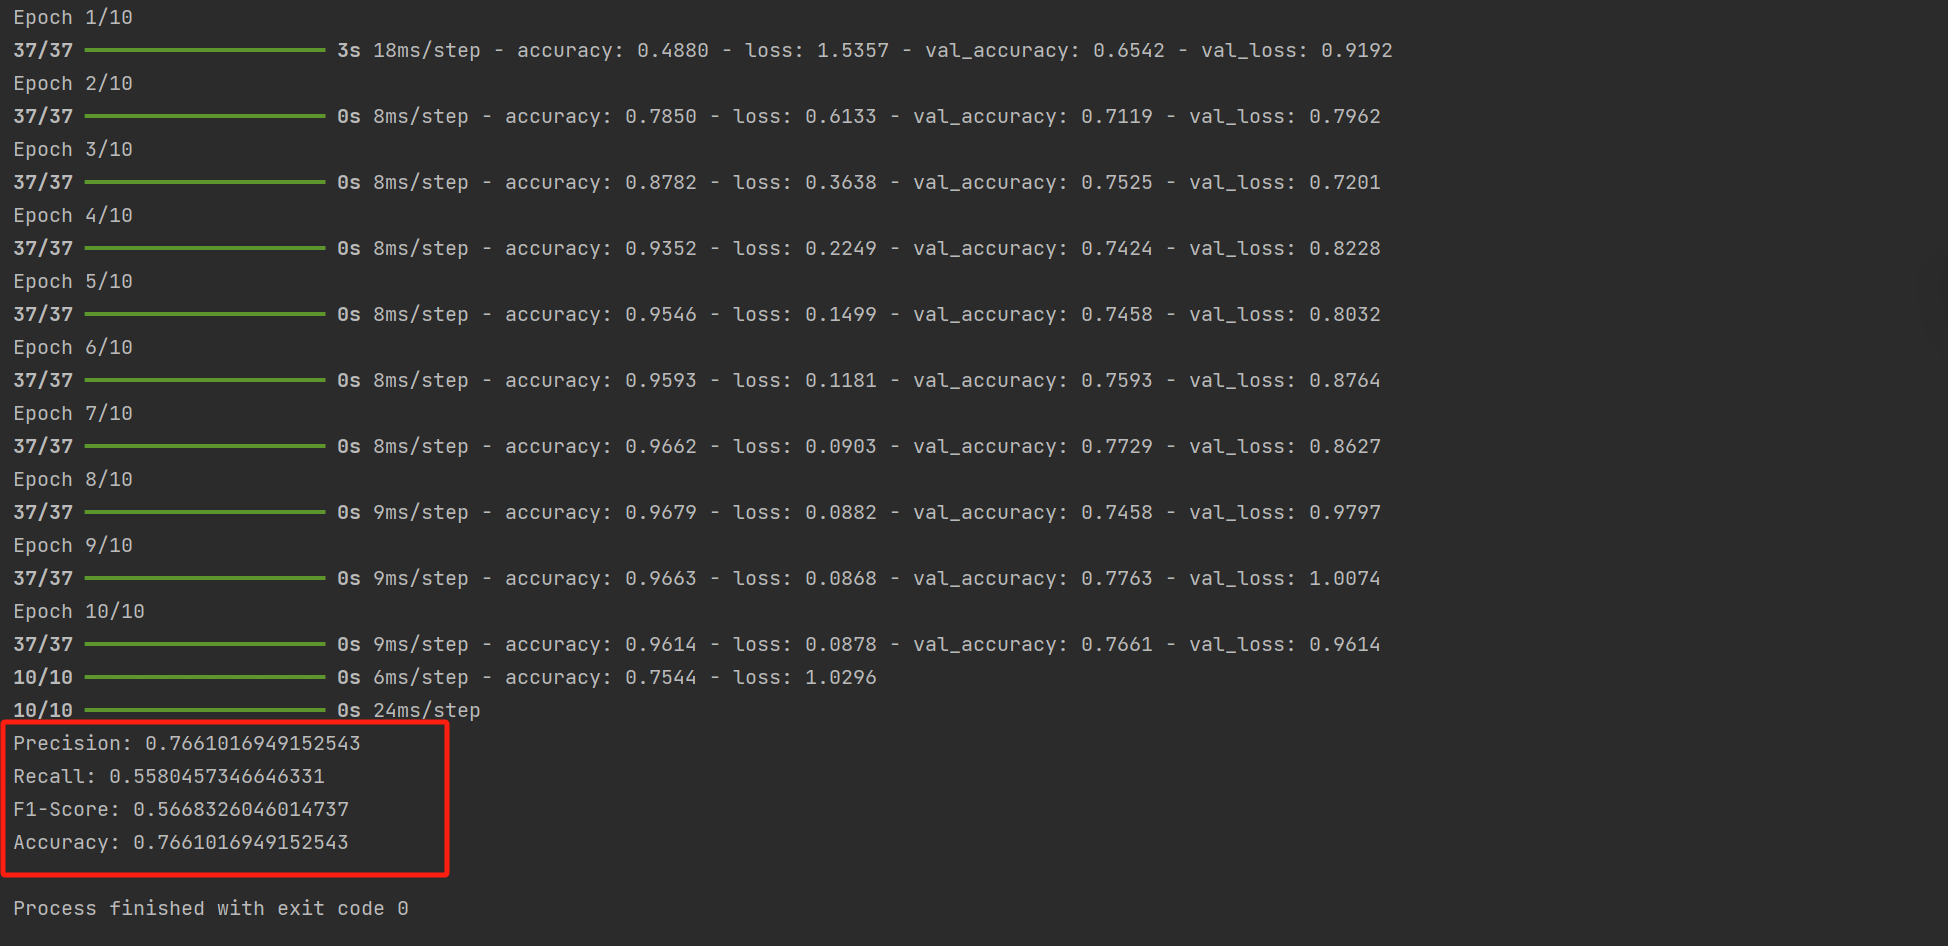 Epoch 1/10
37/37 ━━━━━━━━━━━━━━━━━━━━ 3s 18ms/step - accuracy: 0.4880 - loss: 1.5357 - val_accuracy: 0.6542 - val_loss: 0.9192
Epoch 2/10
37/37 ━━━━━━━━━━━━━━━━━━━━ 0s 8ms/step - accuracy: 0.7850 - loss: 0.6133 - val_accuracy: 0.7119 - val_loss: 0.7962
Epoch 3/10
37/37 ━━━━━━━━━━━━━━━━━━━━ 0s 8ms/step - accuracy: 0.8782 - loss: 0.3638 - val_accuracy: 0.7525 - val_loss: 0.7201
Epoch 4/10
37/37 ━━━━━━━━━━━━━━━━━━━━ 0s 8ms/step - accuracy: 0.9352 - loss: 0.2249 - val_accuracy: 0.7424 - val_loss: 0.8228
Epoch 5/10
37/37 ━━━━━━━━━━━━━━━━━━━━ 0s 8ms/step - accuracy: 0.9546 - loss: 0.1499 - val_accuracy: 0.7458 - val_loss: 0.8032
Epoch 6/10
37/37 ━━━━━━━━━━━━━━━━━━━━ 0s 8ms/step - accuracy: 0.9593 - loss: 0.1181 - val_accuracy: 0.7593 - val_loss: 0.8764
Epoch 7/10
37/37 ━━━━━━━━━━━━━━━━━━━━ 0s 8ms/step - accuracy: 0.9662 - loss: 0.0903 - val_accuracy: 0.7729 - val_loss: 0.8627
Epoch 8/10
37/37 ━━━━━━━━━━━━━━━━━━━━ 0s 9ms/step - accuracy: 0.9679 - loss: 0.0882 - val_accuracy: 0.7458 - val_loss: 0.9797
Epoch 9/10
37/37 ━━━━━━━━━━━━━━━━━━━━ 0s 9ms/step - accuracy: 0.9663 - loss: 0.0868 - val_accuracy: 0.7763 - val_loss: 1.0074
Epoch 10/10
37/37 ━━━━━━━━━━━━━━━━━━━━ 0s 9ms/step - accuracy: 0.9614 - loss: 0.0878 - val_accuracy: 0.7661 - val_loss: 0.9614
10/10 ━━━━━━━━━━━━━━━━━━━━ 0s 6ms/step - accuracy: 0.7544 - loss: 1.0296
10/10 ━━━━━━━━━━━━━━━━━━━━ 0s 24ms/step
Precision: 0.7661016949152543
Recall: 0.5580457346646331
F1-Score: 0.5668326046014737
Accuracy: 0.7661016949152543
Process finished with exit code 0